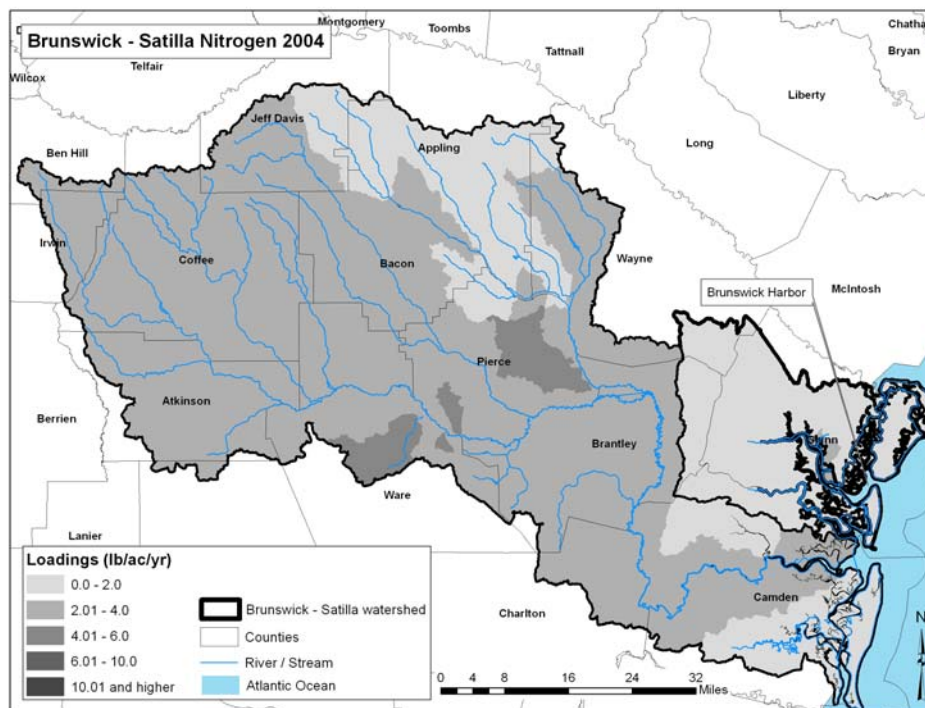 Brunswick - Satilla Nitrogen 2004
Montgomery
Toombs
Tattnall
Bryan
Telfair
Wilcox
Liberty
Jeff Davis
Appling
Long
Ben Hill
Irwin
Coffee
Bacon
Wayne
Brunswick Harbor
McIntosh
Pierce
Berrien
Atkinson
Brantley
Glynn
Ware
Lanier
Camden
Charlton
Loadings (lb/ac/yr)
0.0 - 2.0
2.01 - 4.0
4.01 - 6.0
6.01 - 10.0
10.01 and higher
Brunswick - Satilla watershed
Counties
River / Stream
Atlantic Ocean
0 4 8 16 24 32
Miles
N